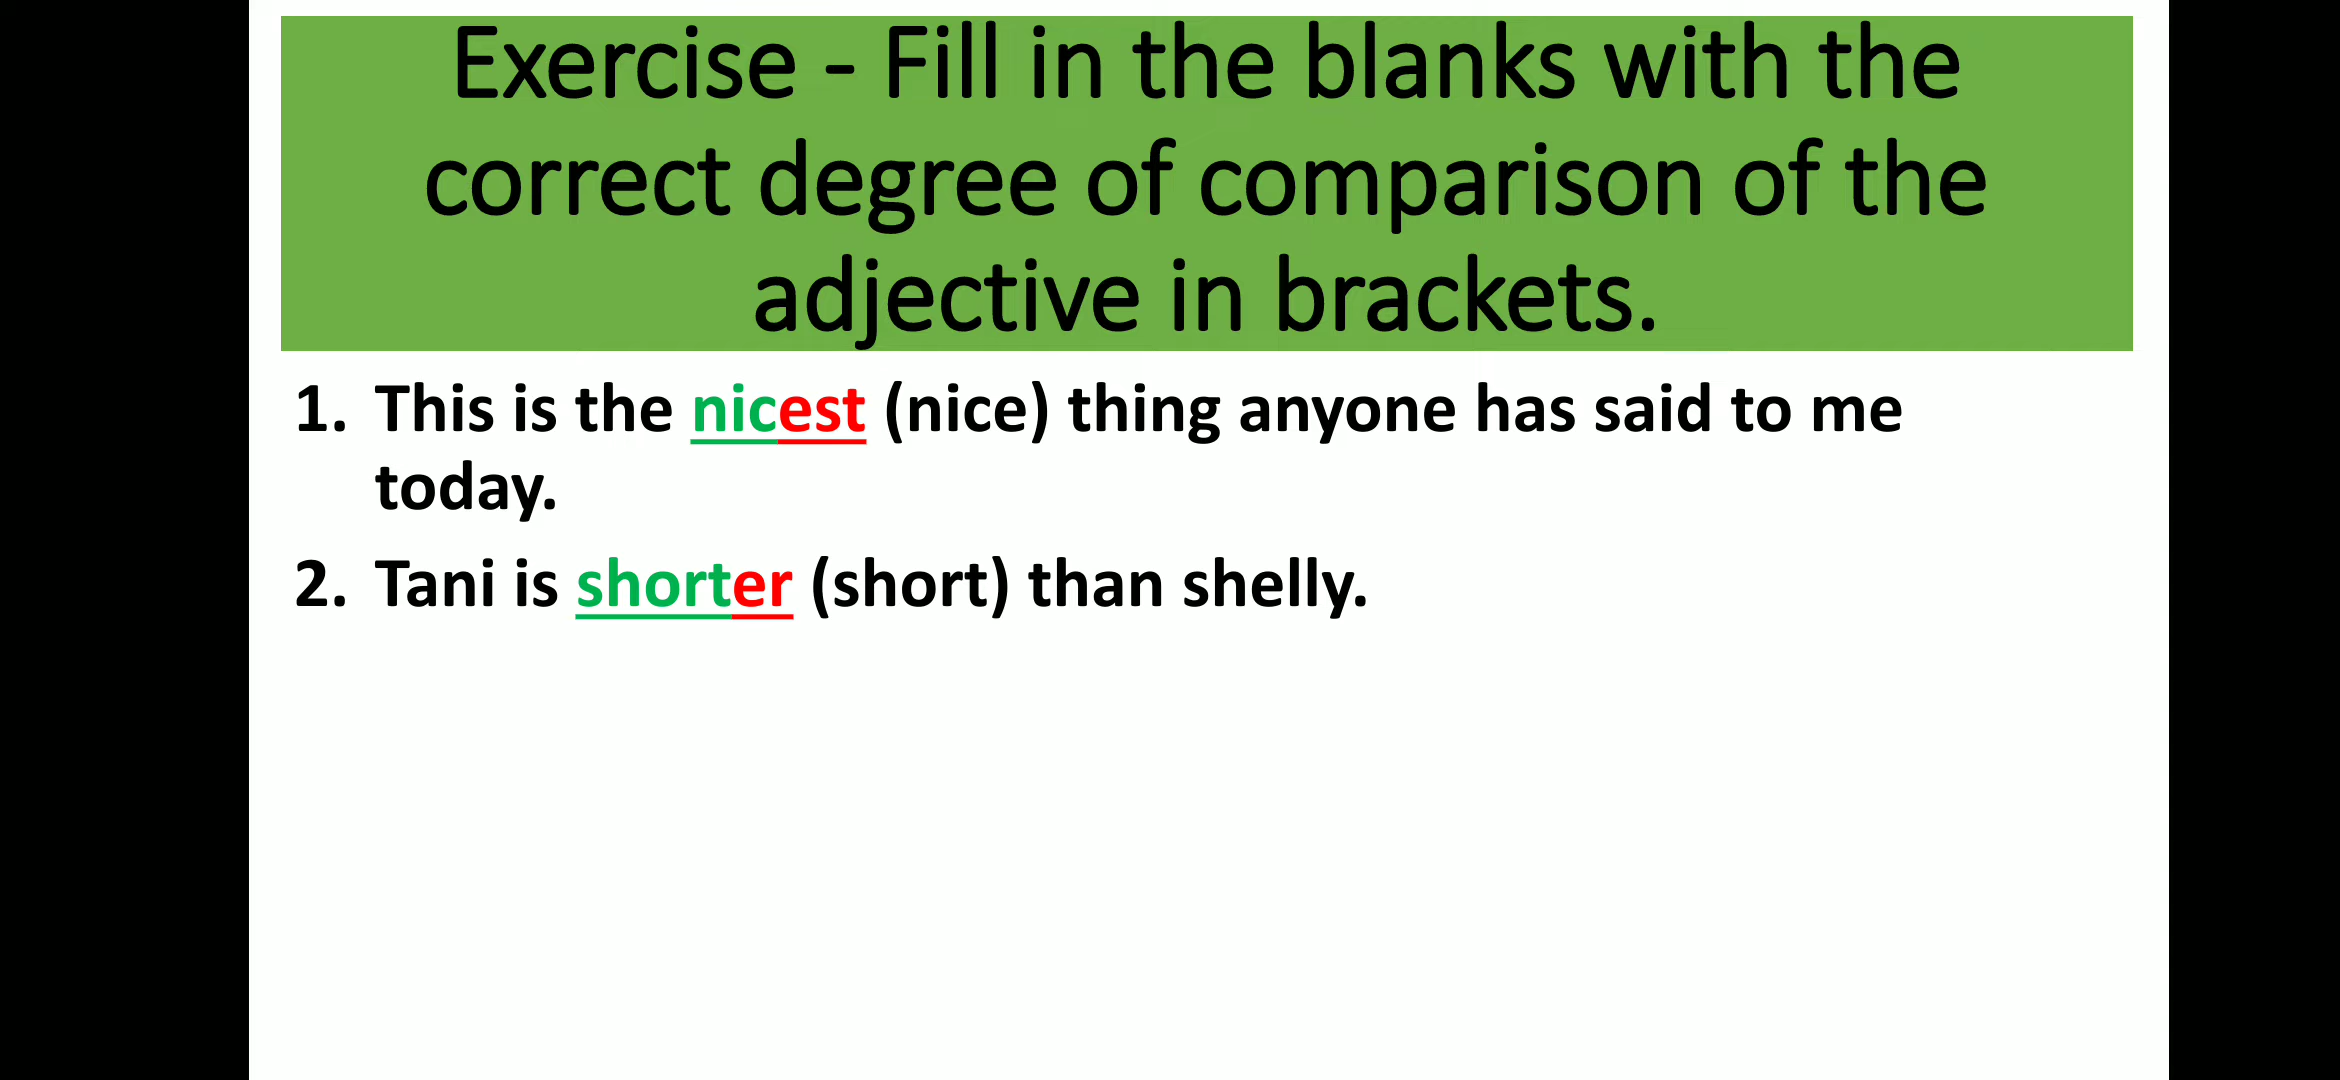 Exercise - Fill in the blanks with the
correct degree of comparison of the
adjective in brackets.
1. This is the nicest (nice) thing anyone has said to me
today.
2. Tani is shorter (short) than shelly.